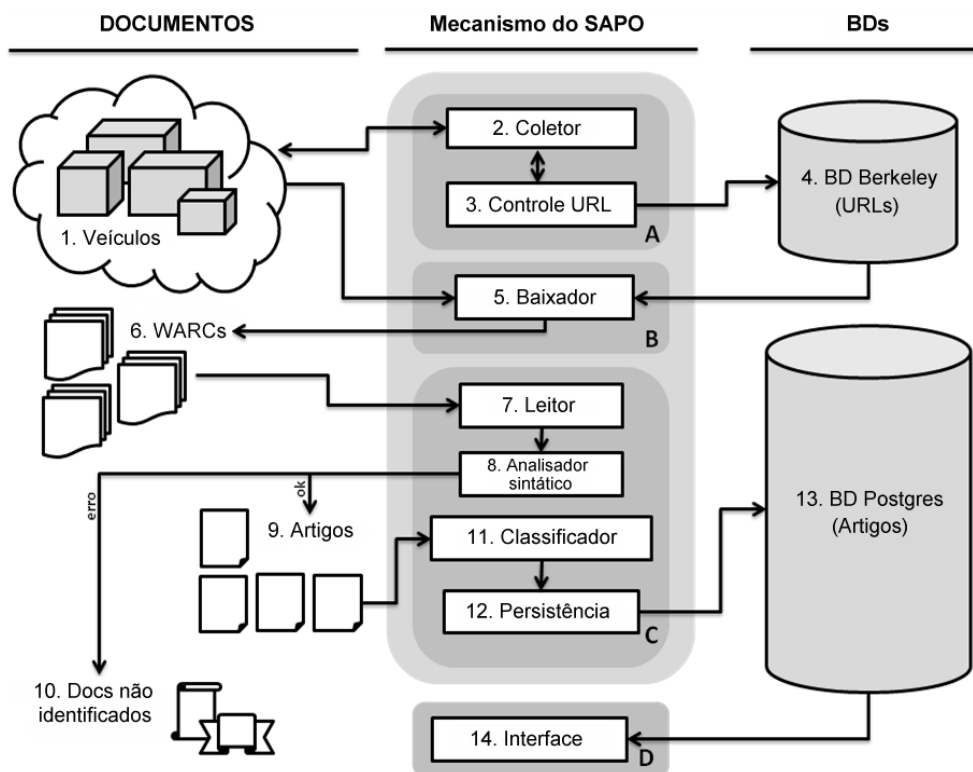 DOCUMENTOS
Mecanismo do SAPO
BDs
1. Veículos
2. Coletor
3. Controle URL
A
4. BD Berkeley
(URLs)
5. Baixador
B
6. WARCs
7. Leitor
8. Analisador
sintático
erro
ok
9. Artigos
10. Docs não
identificados
11. Classificador
12. Persistência
C
13. BD Postgres
(Artigos)
14. Interface
D